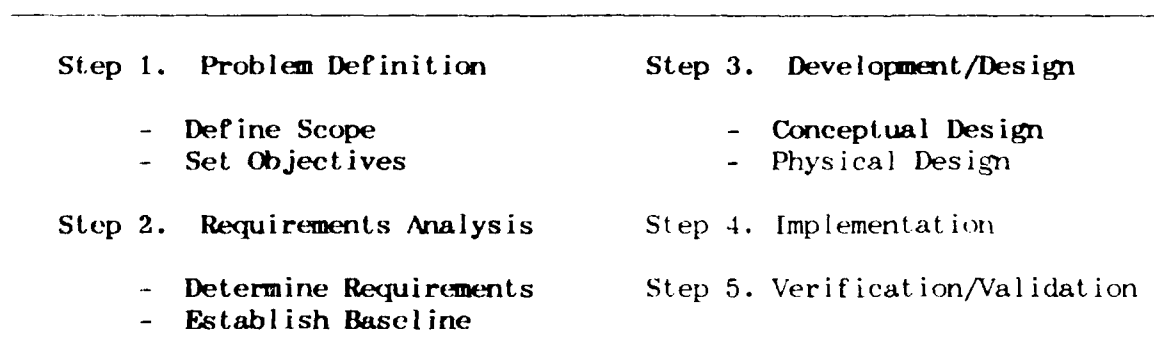 Step 1. Problem Definition
- Define Scope
- Set Objectives
Step 2. Requirements Analysis
- Determine Requirements
- Establish Baseline
Step 3. Development/Design
- Conceptual Design
- Physical Design
Step 4. Implementation
Step 5. Verification/Validation